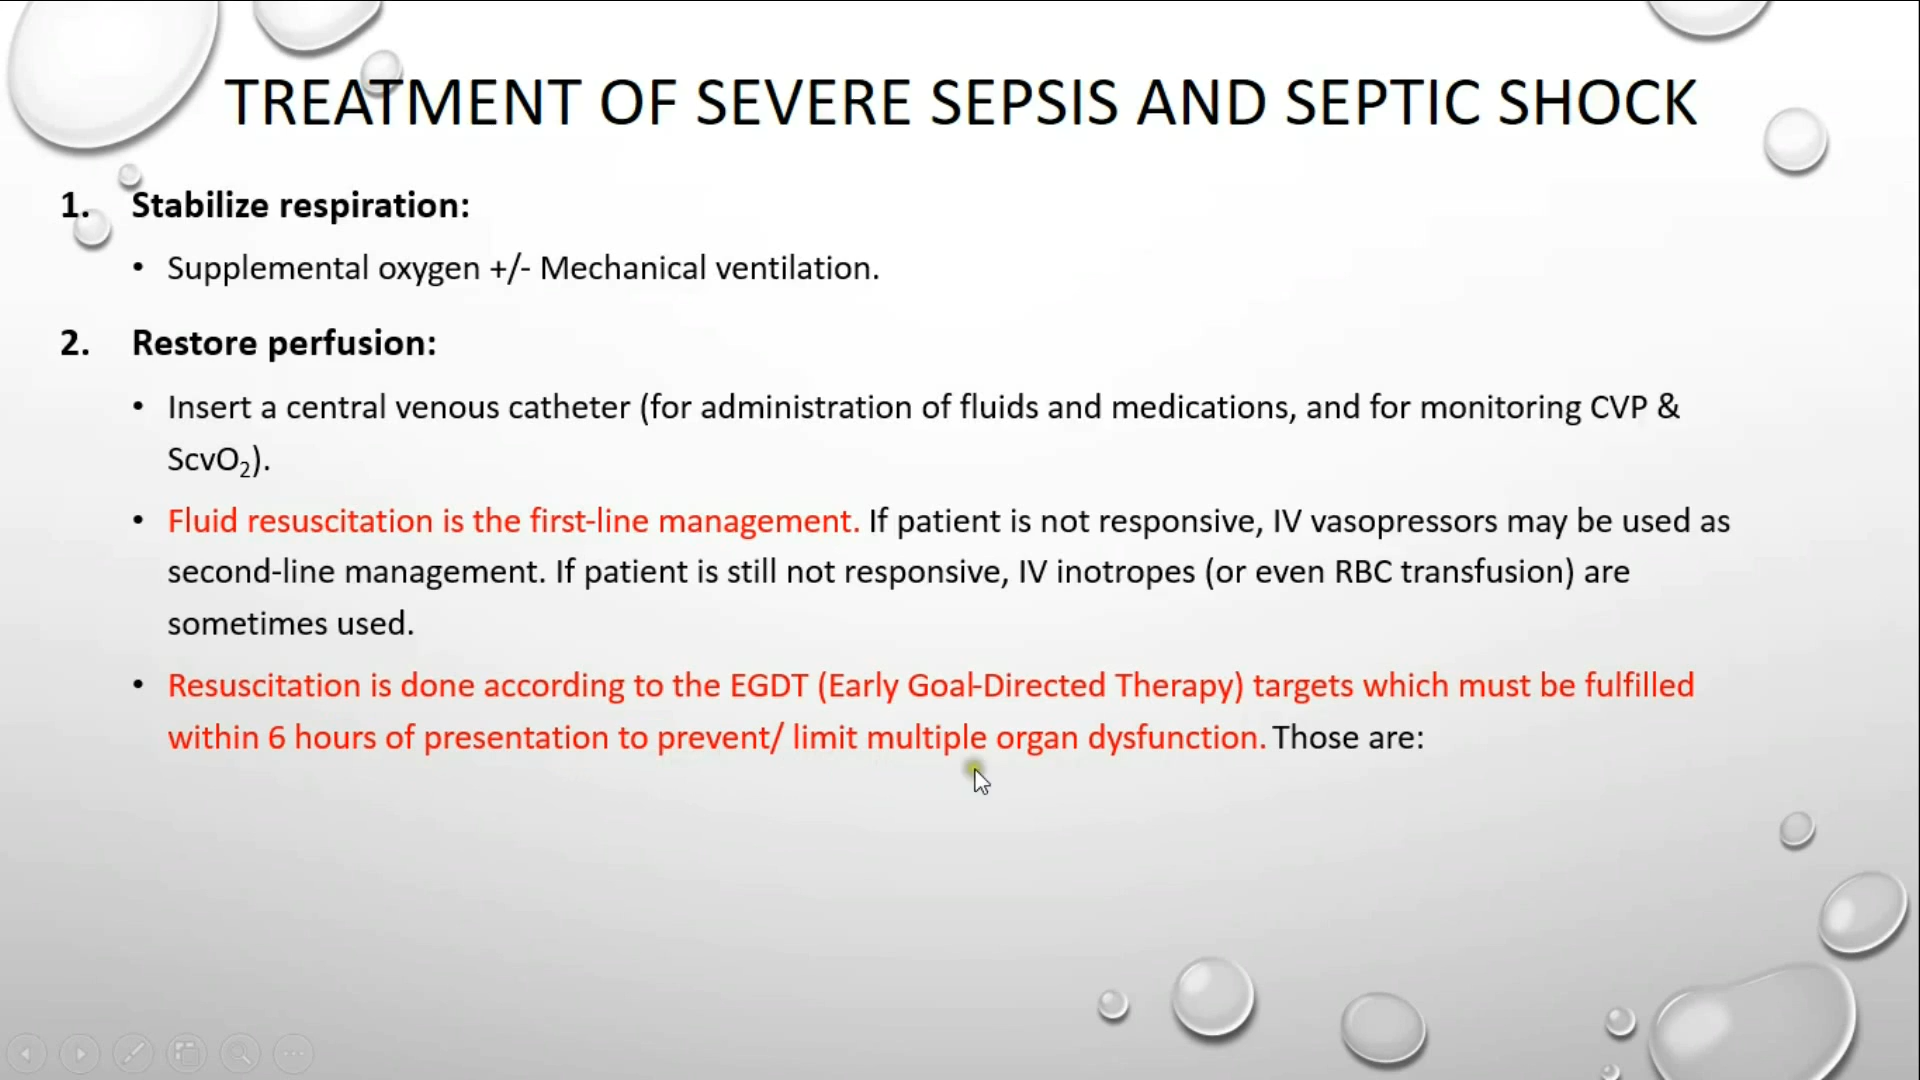 TREATMENT OF SEVERE SEPSIS AND SEPTIC SHOCK
1. Stabilize respiration:
• Supplemental oxygen +/- Mechanical ventilation.
2. Restore perfusion:
• Insert a central venous catheter (for administration of fluids and medications, and for monitoring CVP &
ScvO₂).
• Fluid resuscitation is the first-line management. If patient is not responsive, IV vasopressors may be used as
second-line management. If patient is still not responsive, IV inotropes (or even RBC transfusion) are
sometimes used.
• Resuscitation is done according to the EGDT (Early Goal-Directed Therapy) targets which must be fulfilled
within 6 hours of presentation to prevent/ limit multiple organ dysfunction. Those are: